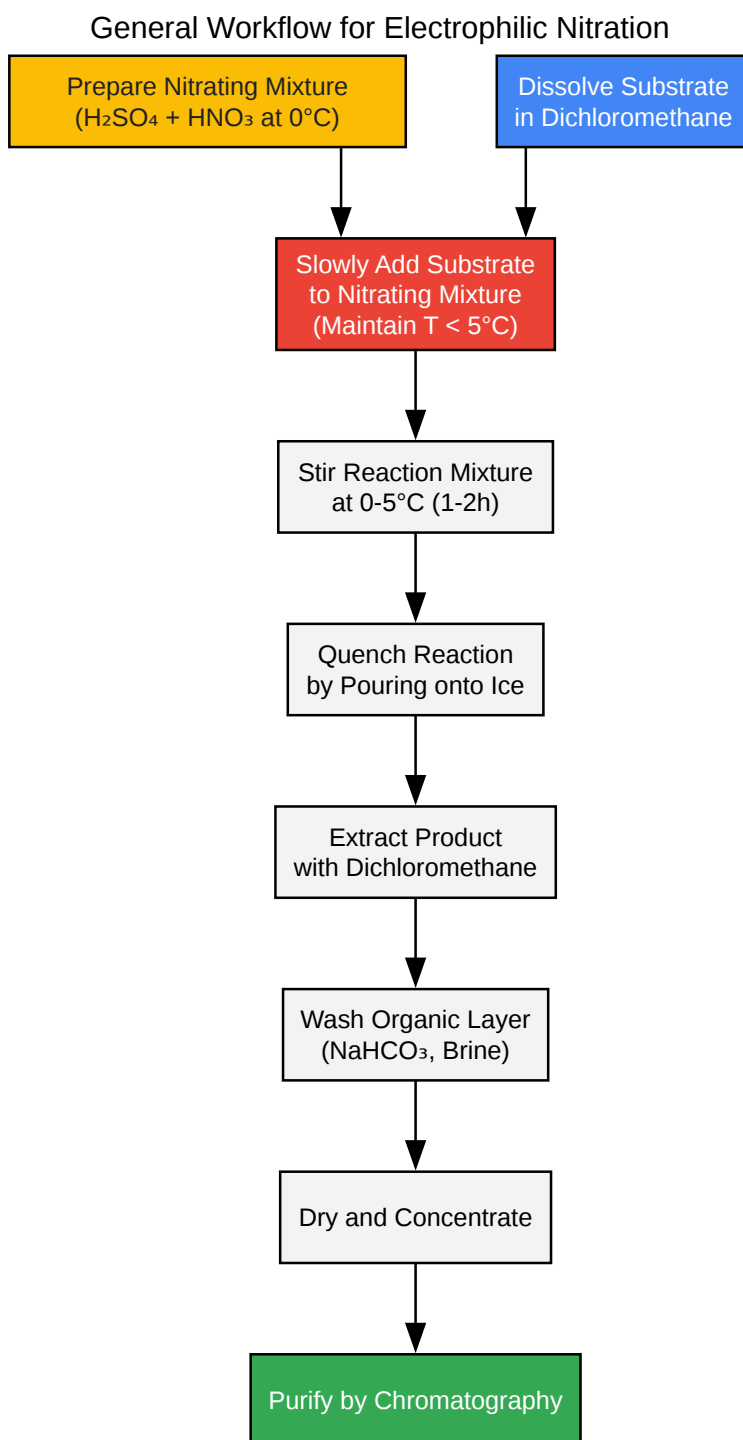 General Workflow for Electrophilic Nitration
Prepare Nitrating Mixture
(H₂SO₄ + HNO₃ at 0°C)
Dissolve Substrate
in Dichloromethane
Slowly Add Substrate
to Nitrating Mixture
(Maintain T < 5°C)
Stir Reaction Mixture
at 0-5°C (1-2h)
Quench Reaction
by Pouring onto Ice
Extract Product
with Dichloromethane
Wash Organic Layer
(NaHCO₃, Brine)
Dry and Concentrate
Purify by Chromatography